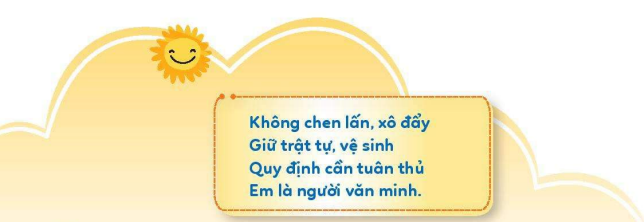 Không chen lấn, xô đẩy
Giữ trật tự, vệ sinh
Quy định cần tuân thủ
Em là người văn minh.